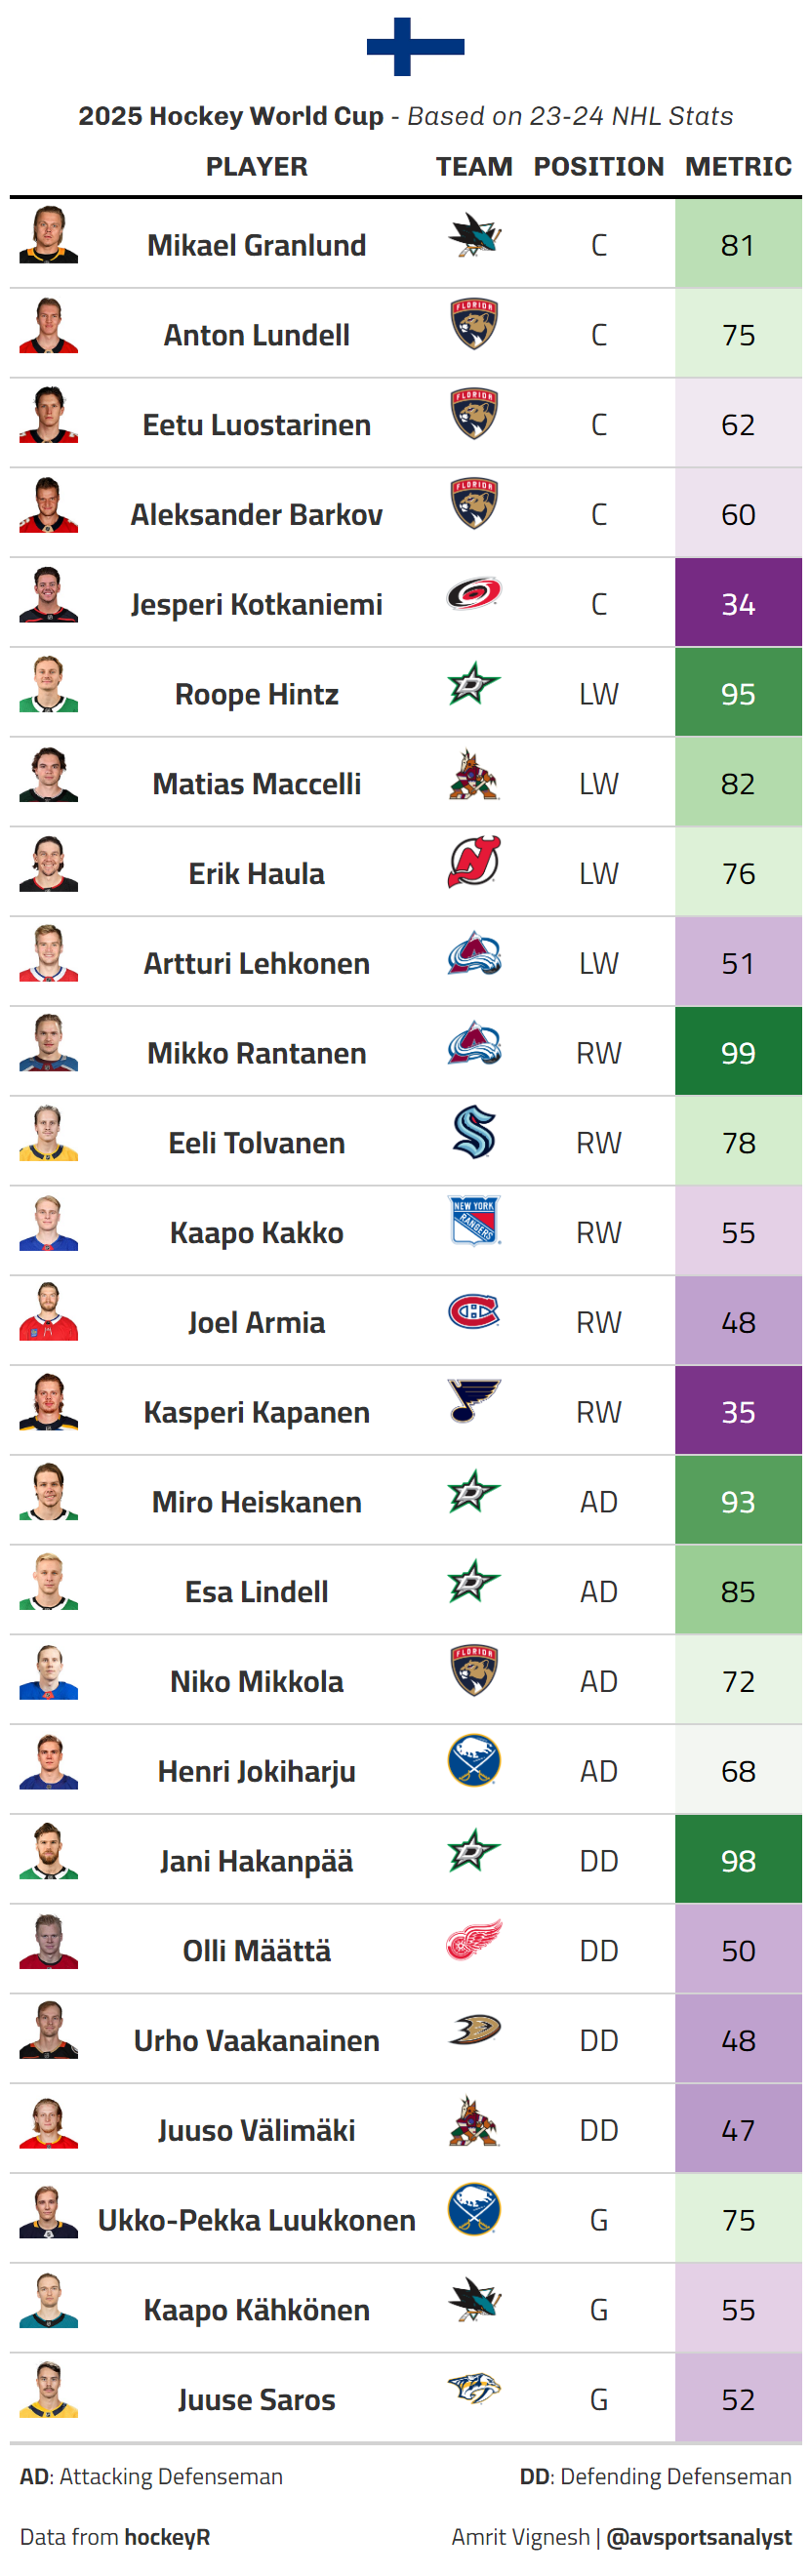 2025 Hockey World Cup - Based on 23-24 NHL Stats
PLAYER TEAM POSITION METRIC
Mikael Granlund C 81
Anton Lundell FLORIDA C 75
Eetu Luostarinen FLORIDA C 62
Aleksander Barkov FLORIDA C 60
Jesperi Kotkaniemi C 34
Roope Hintz D LW 95
Matias Maccelli LW 82
Erik Haula NJ LW 76
Artturi Lehkonen A LW 51
Mikko Rantanen A RW 99
Eeli Tolvanen S RW 78
Kaapo Kakko NEW YORK RANGERS RW 55
Joel Armia CH RW 48
Kasperi Kapanen RW 35
Miro Heiskanen D AD 93
Esa Lindell D AD 85
Niko Mikkola FLORIDA AD 72
Henri Jokiharju AD 68
Jani Hakanpää D DD 98
Olli Määttä DD 50
Urho Vaakanainen D DD 48
Juuso Välimäki DD 47
Ukko-Pekka Luukkonen G 75
Kaapo Kähkönen G 55
Juuse Saros G 52
AD: Attacking Defenseman DD: Defending Defenseman
Data from hockeyR Amrit Vignesh | @avsportsanalyst